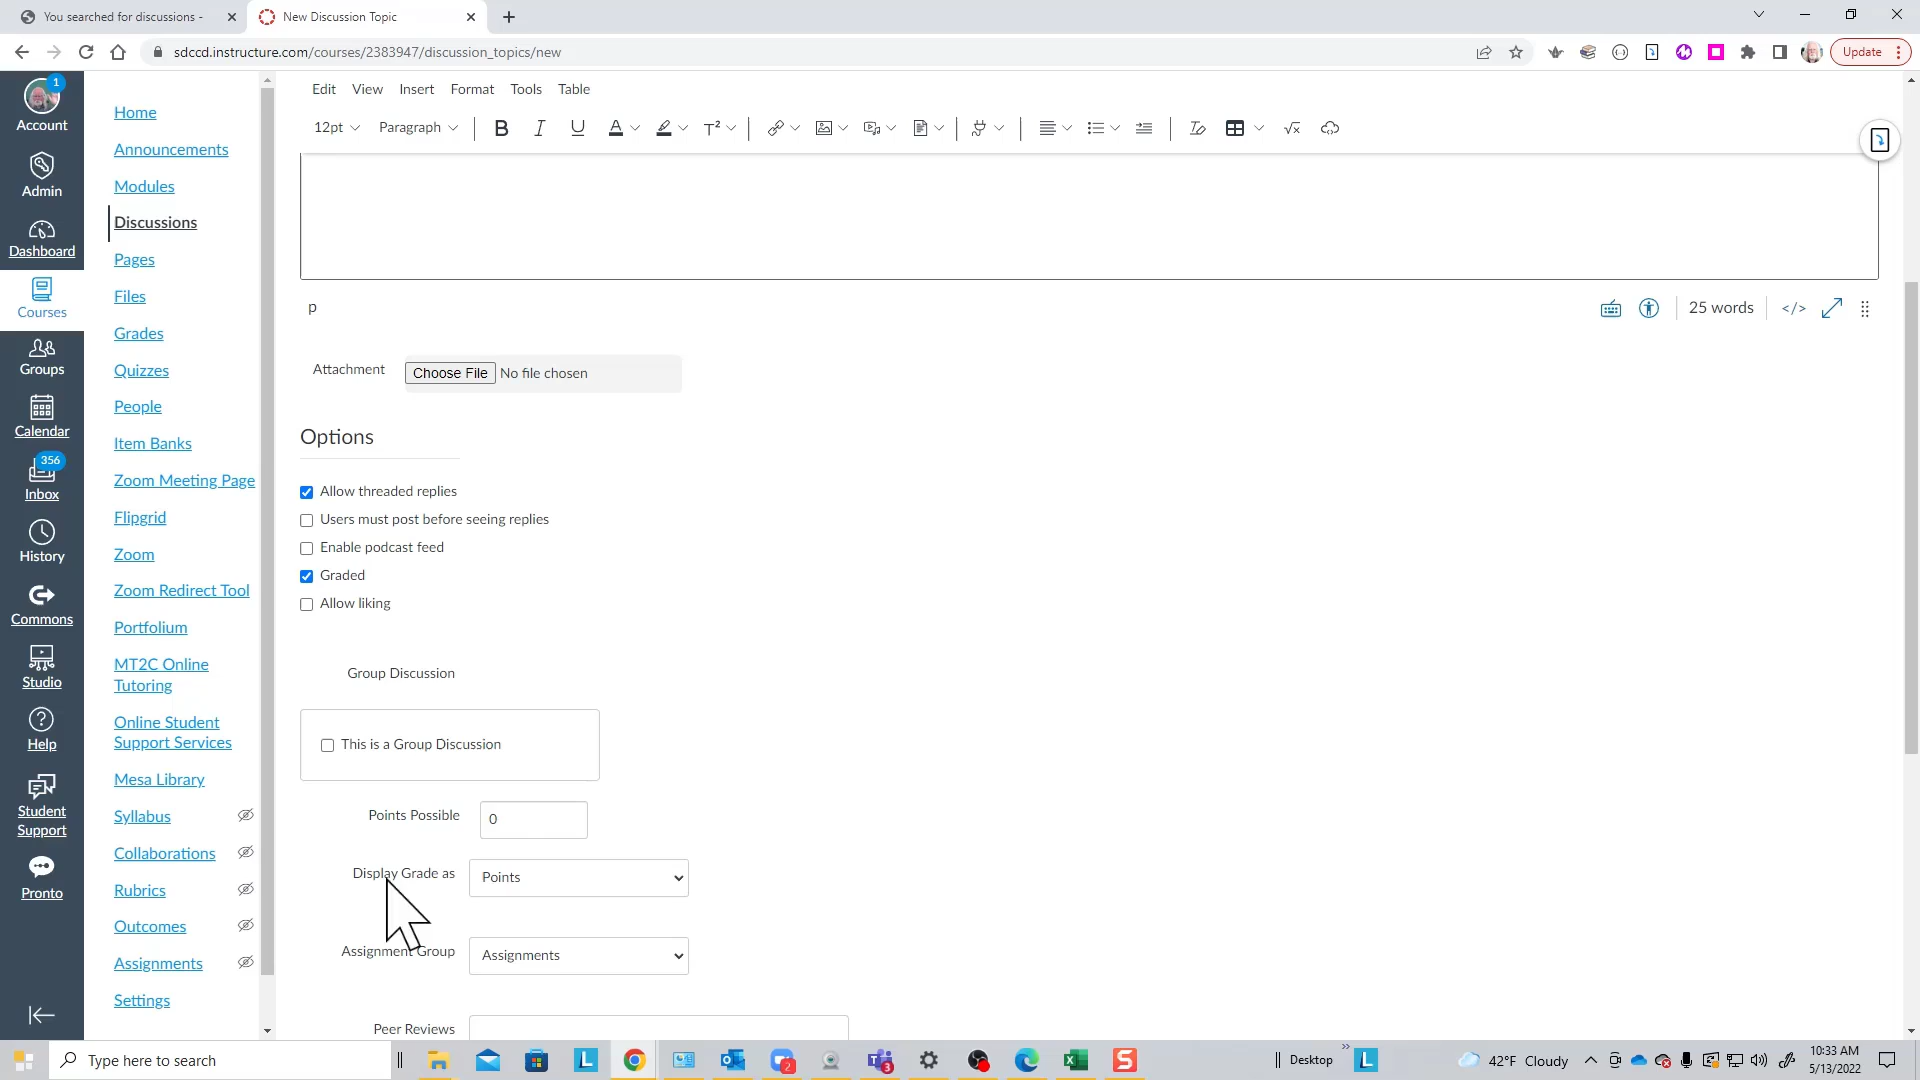 You searched for discussions -
New Discussion Topic
sdccd.instructure.com/courses/2383947/discussion_topics/new
Update
1
Account
Admin
Dashboard
Courses
Groups
Calendar
356
Inbox
History
Commons
Studio
Help
Student
Support
Pronto
Home
Announcements
Modules
Discussions
Pages
Files
Grades
Quizzes
People
Item Banks
Zoom Meeting Page
Flipgrid
Zoom
Zoom Redirect Tool
Portfolium
MT2C Online
Tutoring
Online Student
Support Services
Mesa Library
Syllabus
Collaborations
Rubrics
Outcomes
Assignments
Settings
Edit View Insert Format Tools Table
12pt Paragraph B I U A T²
p
25 words </>
Attachment Choose File No file chosen
Options
Allow threaded replies
Users must post before seeing replies
Enable podcast feed
Graded
Allow liking
Group Discussion
This is a Group Discussion
Points Possible 0
Display Grade as Points
Assignment Group Assignments
Peer Reviews
Type here to search
L
2
3
S
Desktop
L
42°F Cloudy
10:33 AM
5/13/2022